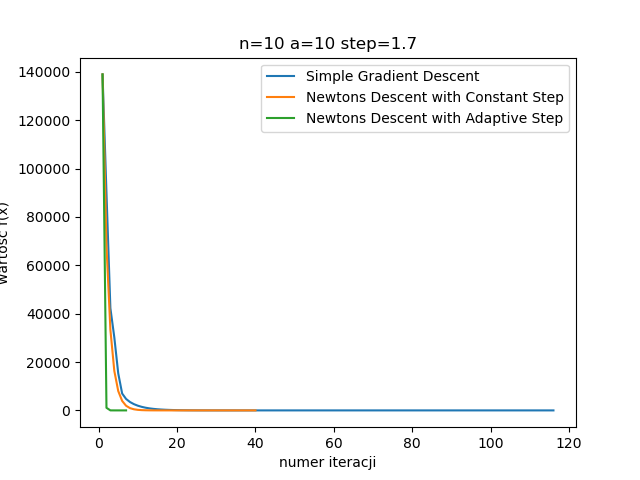 n=10 a=10 step=1.7
Simple Gradient Descent
Newtons Descent with Constant Step
Newtons Descent with Adaptive Step
140000
120000
100000
80000
60000
40000
20000
0
wartość f(x)
0 20 40 60 80 100 120
numer iteracji